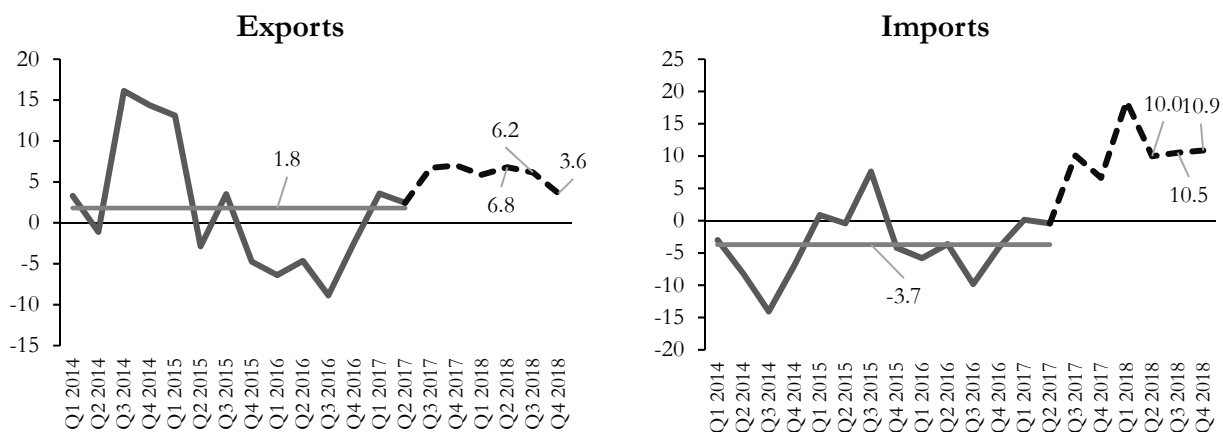 Exports
20
15
10
5
0
-5
-10
-15
1.8
6.2
6.8
3.6
Q1 2014
Q2 2014
Q3 2014
Q4 2014
Q1 2015
Q2 2015
Q3 2015
Q4 2015
Q1 2016
Q2 2016
Q3 2016
Q4 2016
Q1 2017
Q2 2017
Q3 2017
Q4 2017
Q1 2018
Q2 2018
Q3 2018
Q4 2018
Imports
25
20
15
10
5
0
-5
-10
-15
-20
-3.7
10.0
10.9
10.5
Q1 2014
Q2 2014
Q3 2014
Q4 2014
Q1 2015
Q2 2015
Q3 2015
Q4 2015
Q1 2016
Q2 2016
Q3 2016
Q4 2016
Q1 2017
Q2 2017
Q3 2017
Q4 2017
Q1 2018
Q2 2018
Q3 2018
Q4 2018